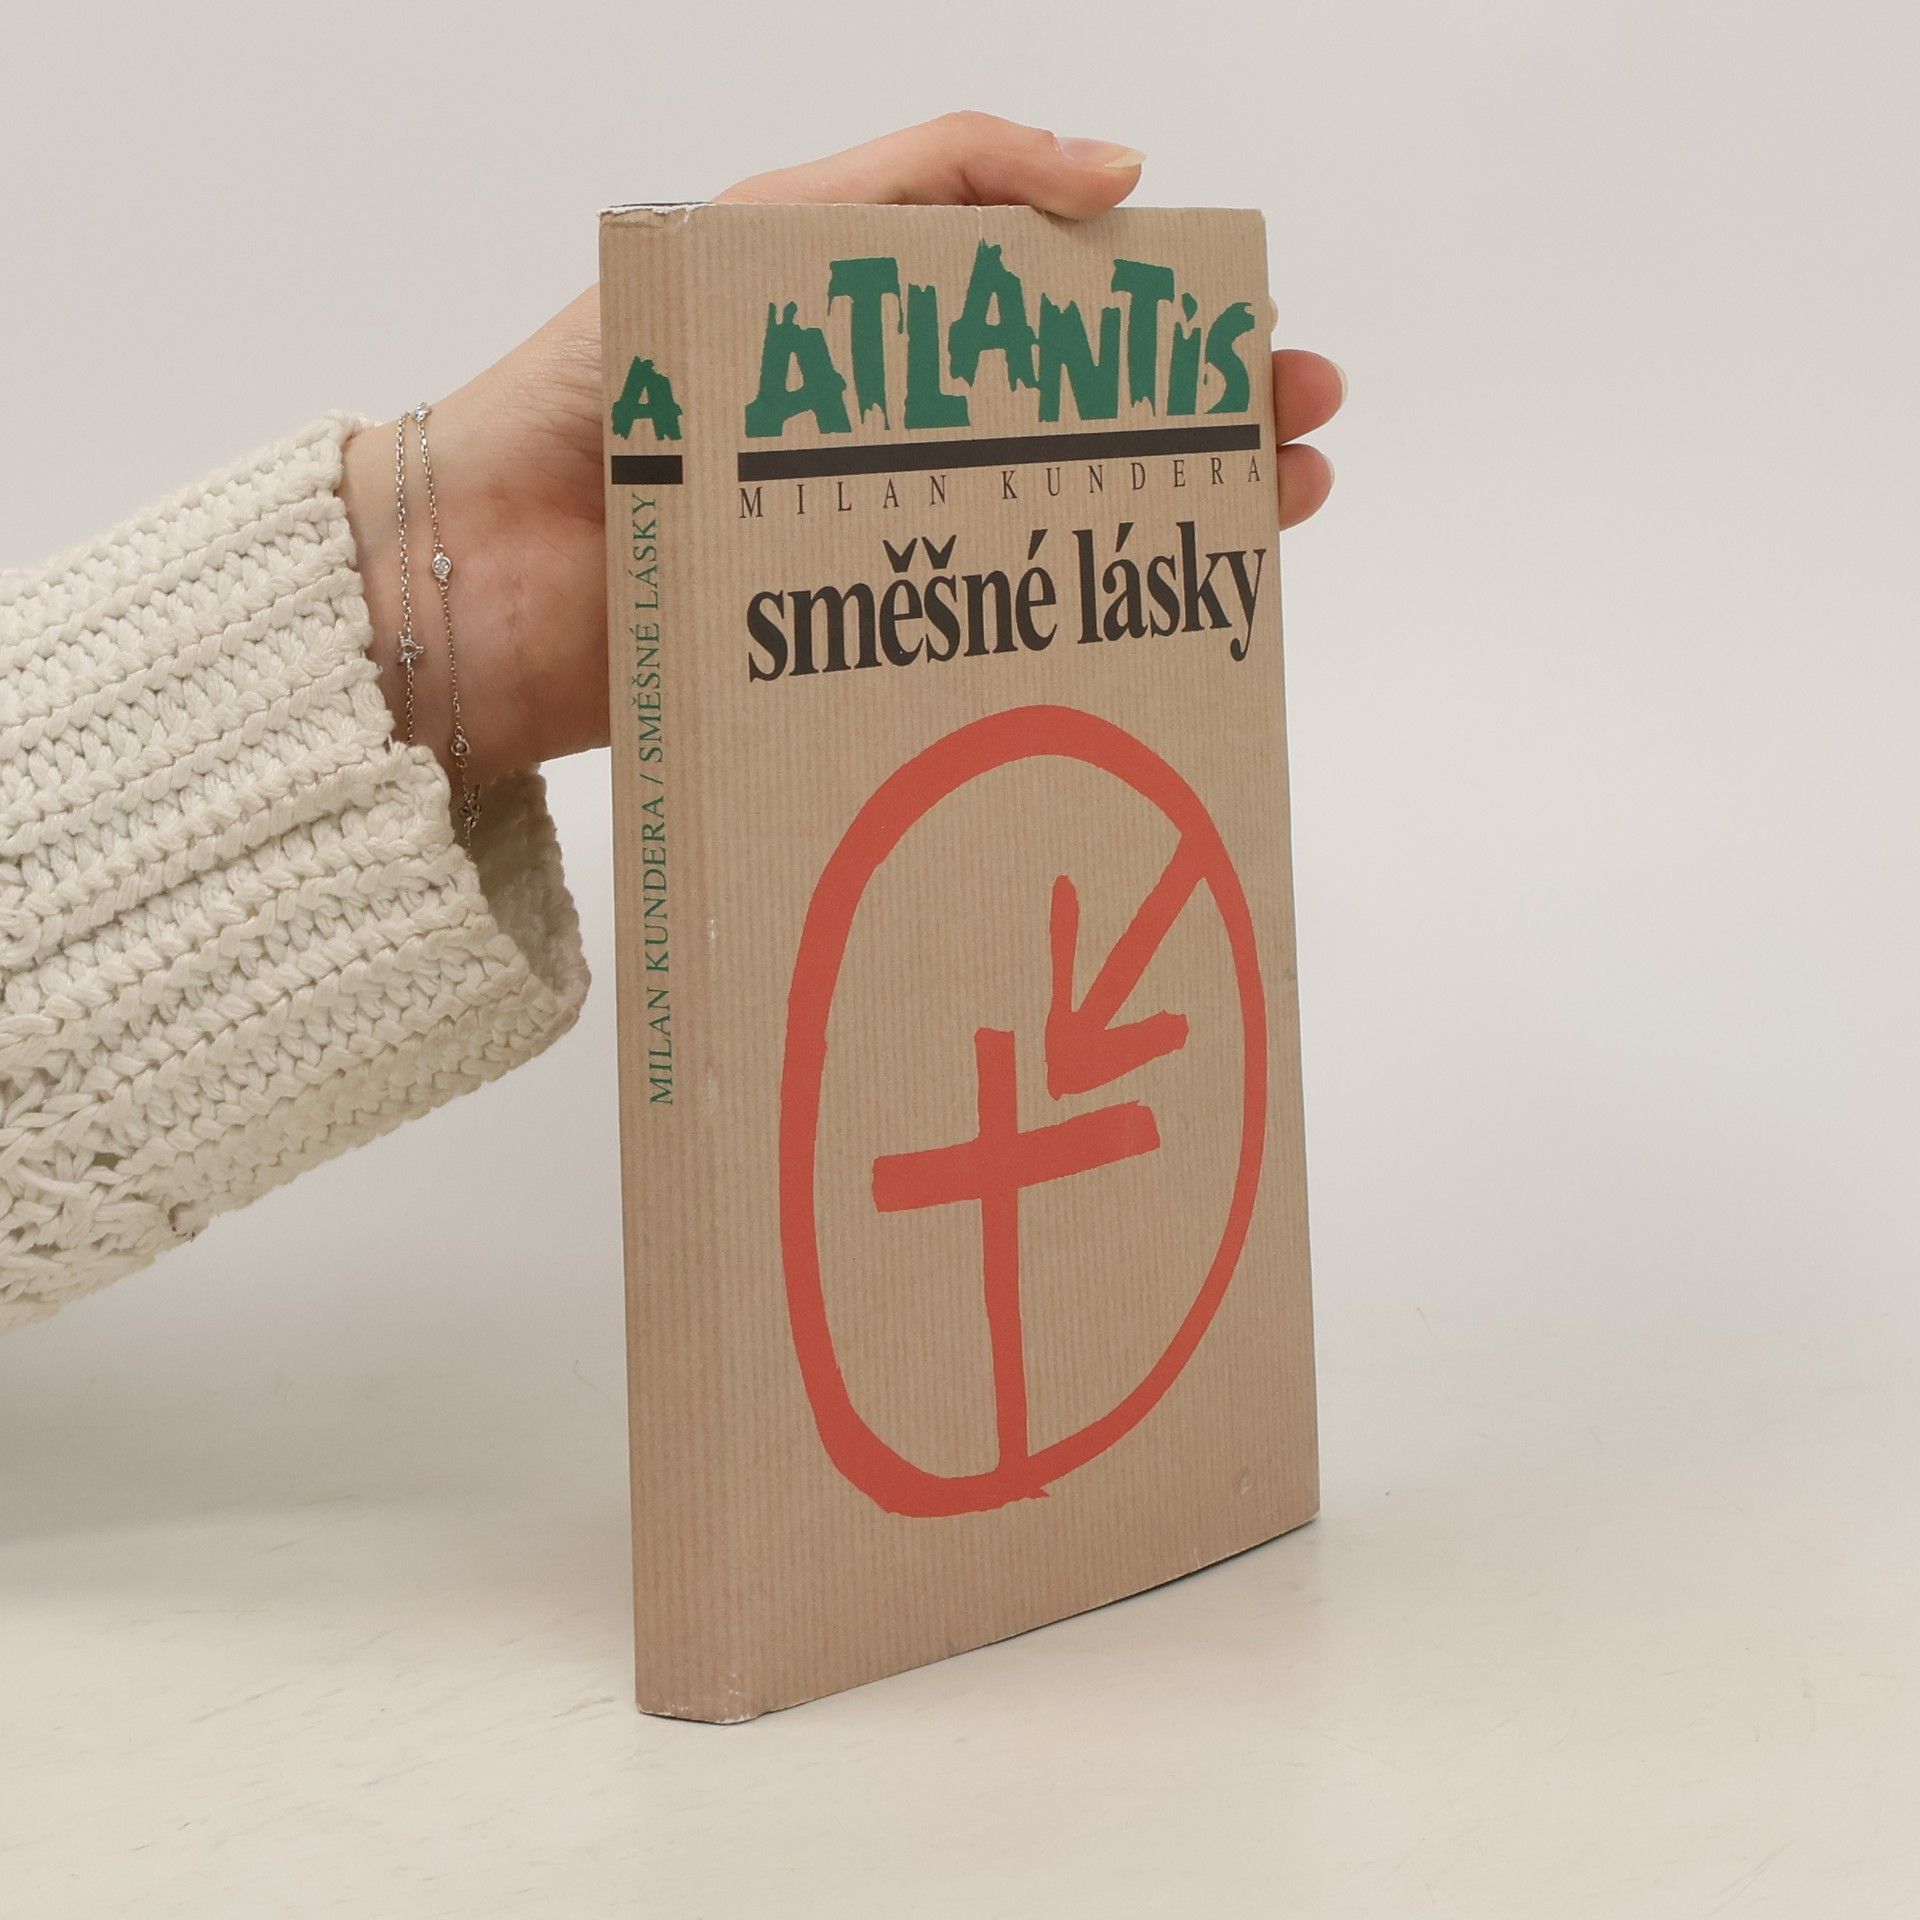 A
MILAN KUNDERA / SMĚŠNÉ LÁSKY
ATLANTiS
MILAN KUNDERA
směšné lásky